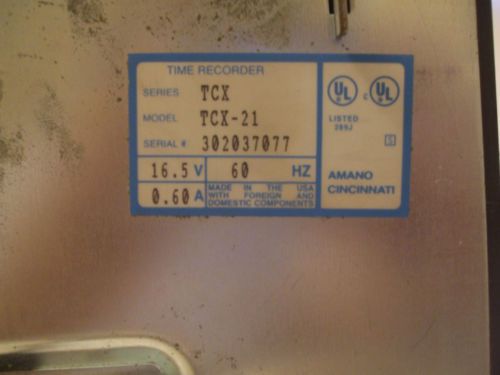 TIME RECORDER
SERIES TCX
MODEL TCX-21
SERIAL # 302037077
16.5 V 60 HZ
0.60 A
MADE IN THE USA
WITH FOREIGN AND
DOMESTIC COMPONENTS
UL C UL
LISTED
289J
S
AMANO
CINCINNATI